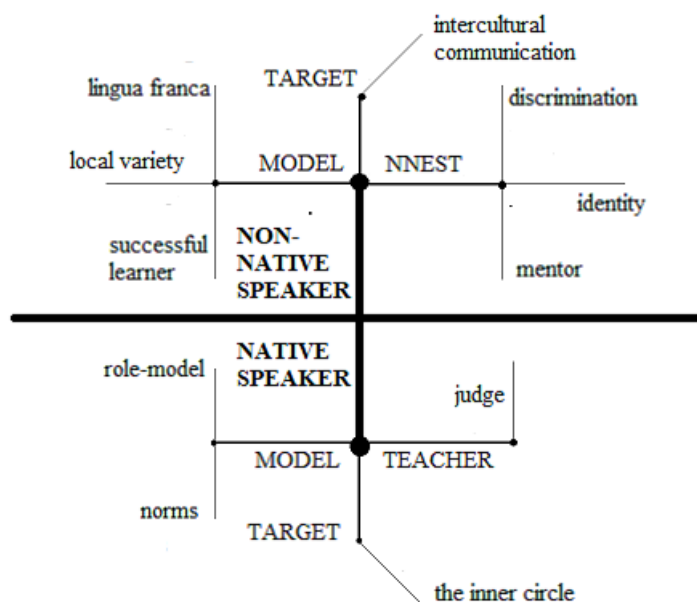 intercultural
communication
TARGET
lingua franca
discrimination
local variety
MODEL
NNEST
identity
successful
learner
NON-
NATIVE
SPEAKER
mentor
NATIVE
SPEAKER
role-model
judge
MODEL
TEACHER
norms
TARGET
the inner circle